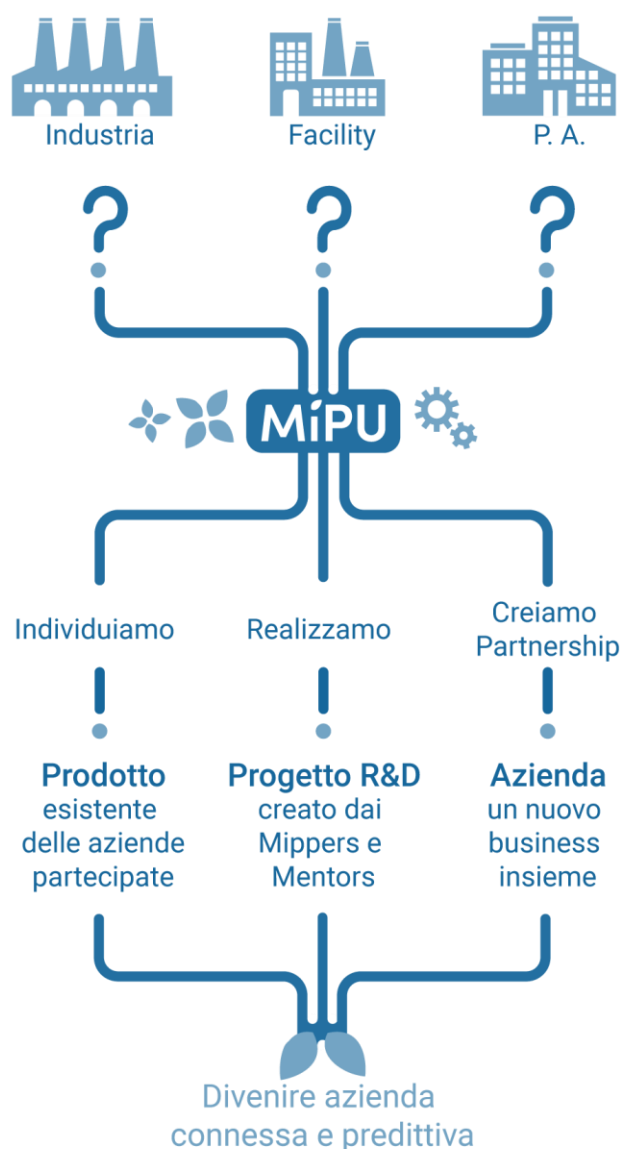 Industria
Facility
P. A.
?
?
?
MiPU
Individuiamo
Realizzamo
Creiamo
Partnership
Prodotto
esistente
delle aziende
partecipate
Progetto R&D
creato dai
Mippers e
Mentors
Azienda
un nuovo
business
insieme
Divenire azienda
connessa e predittiva